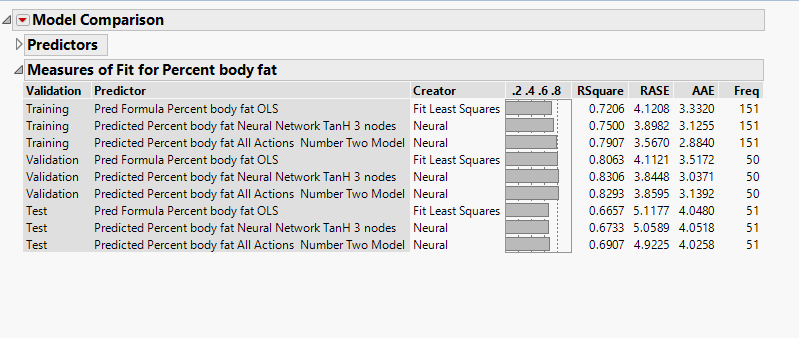 Model Comparison
Predictors
Measures of Fit for Percent body fat
Validation Predictor Creator .2 .4 .6 .8 RSquare RASE AAE Freq
Training Pred Formula Percent body fat OLS Fit Least Squares 0.7206 4.1208 3.3320 151
Training Predicted Percent body fat Neural Network TanH 3 nodes Neural 0.7500 3.8982 3.1255 151
Training Predicted Percent body fat All Actions  Number Two Model Neural 0.7907 3.5670 2.8840 151
Validation Pred Formula Percent body fat OLS Fit Least Squares 0.8063 4.1121 3.5172 50
Validation Predicted Percent body fat Neural Network TanH 3 nodes Neural 0.8306 3.8448 3.0371 50
Validation Predicted Percent body fat All Actions  Number Two Model Neural 0.8293 3.8595 3.1392 50
Test Pred Formula Percent body fat OLS Fit Least Squares 0.6657 5.1177 4.0480 51
Test Predicted Percent body fat Neural Network TanH 3 nodes Neural 0.6733 5.0589 4.0518 51
Test Predicted Percent body fat All Actions  Number Two Model Neural 0.6907 4.9225 4.0258 51